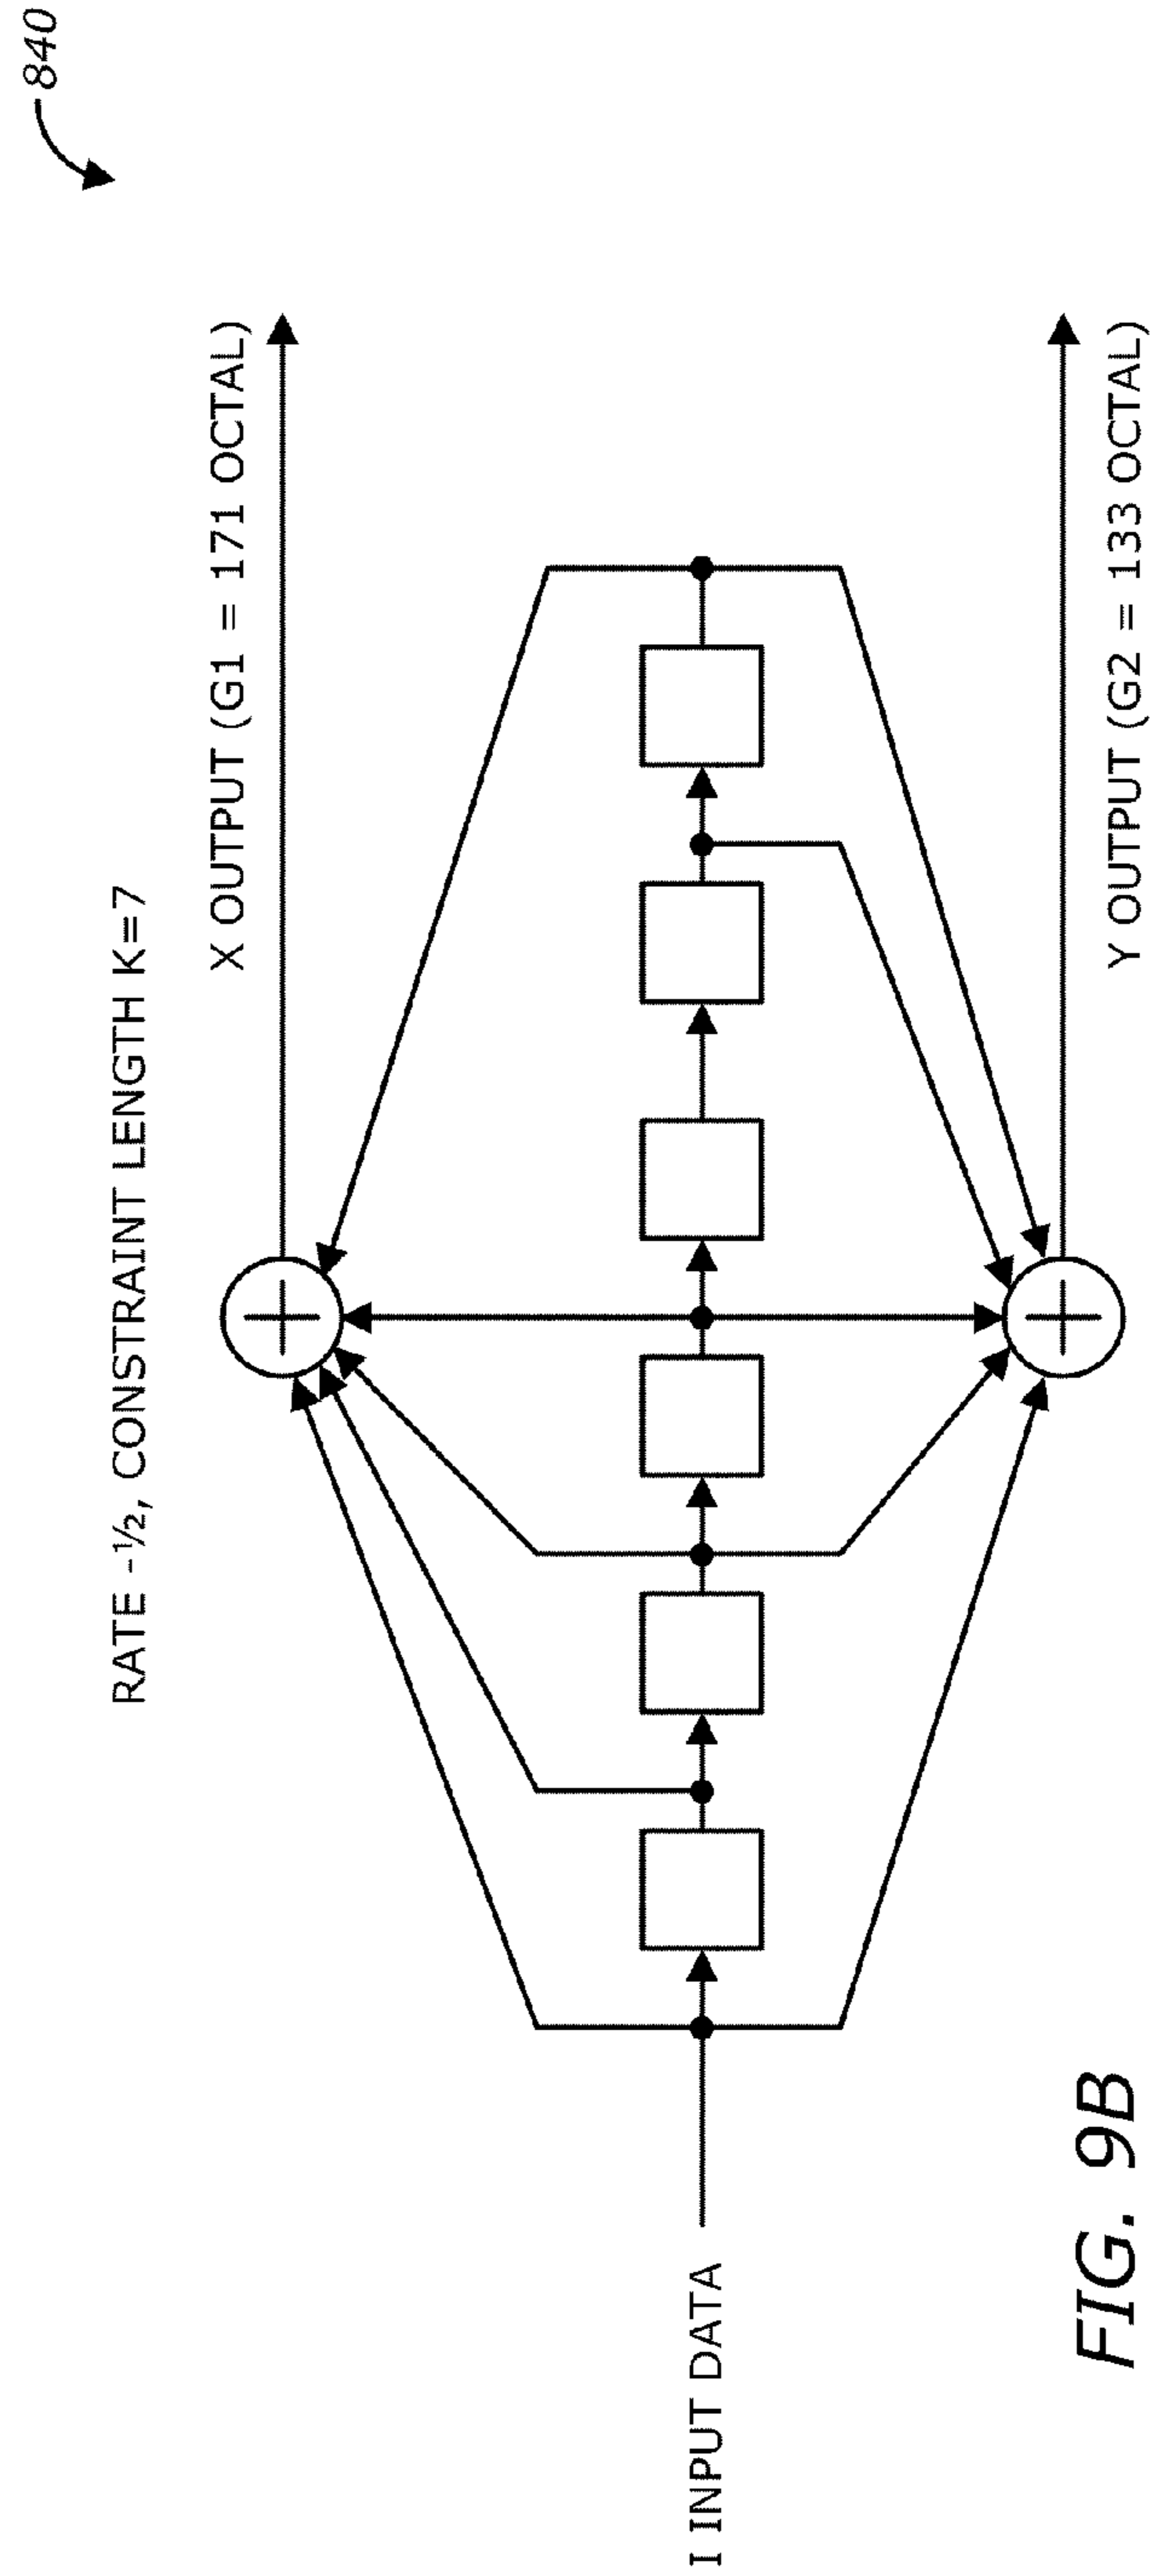 840
RATE -½, CONSTRAINT LENGTH K=7
X OUTPUT (G1 = 171 OCTAL)
I INPUT DATA
Y OUTPUT (G2 = 133 OCTAL)
FIG. 9B